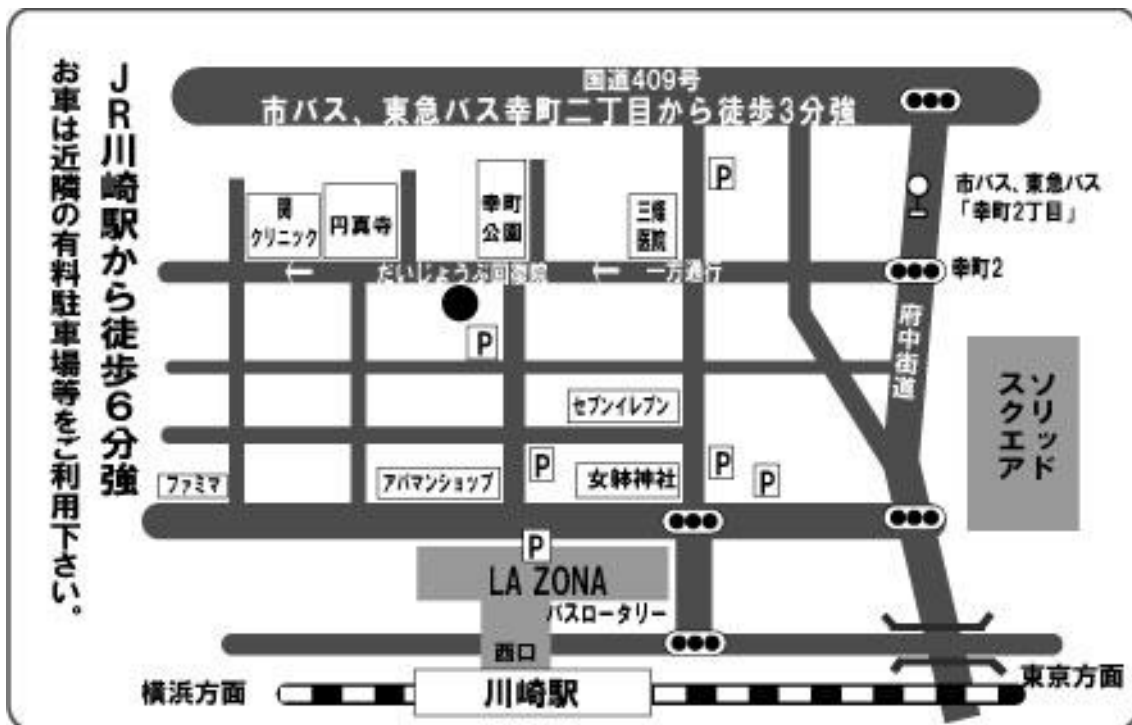 JR川崎駅から徒歩6分強
お車は近隣の有料駐車場等をご利用下さい。
国道409号
市バス、東急バス幸町二丁目から徒歩3分強
P
市バス、東急バス
「幸町2丁目」
関
クリニック
円真寺
幸町
公園
三條
医院
←
だいじょうぶ回復院
←
一方通行
幸町2
府中街道
P
ソリッド
スクエア
セブンイレブン
ファミマ
アパマンショップ
P
女躰神社
P
P
P
LA ZONA
バスロータリー
西口
横浜方面
川崎駅
東京方面